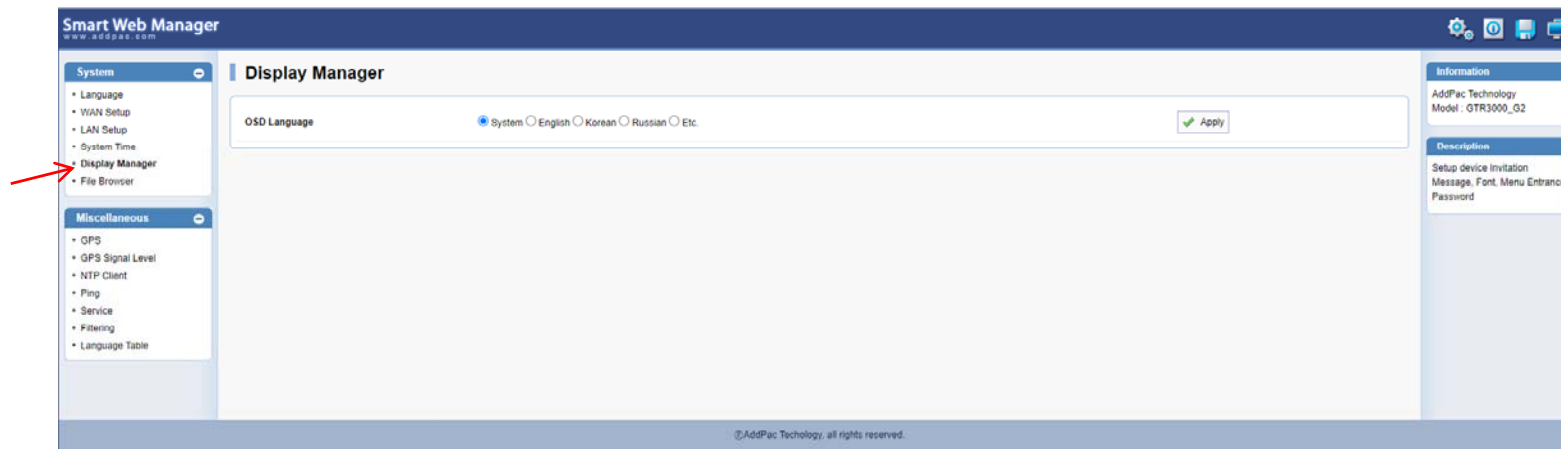 Smart Web Manager
www.addpac.com
System
Language
WAN Setup
LAN Setup
System Time
Display Manager
File Browser
Miscellaneous
GPS
GPS Signal Level
NTP Client
Ping
Service
Filtering
Language Table
Display Manager
OSD Language
System English Korean Russian Etc.
Apply
Information
AddPac Technology
Model : GTR3000_G2
Description
Setup device Invitation
Message, Font, Menu Entranc
Password
AddPac Techology, all rights reserved.